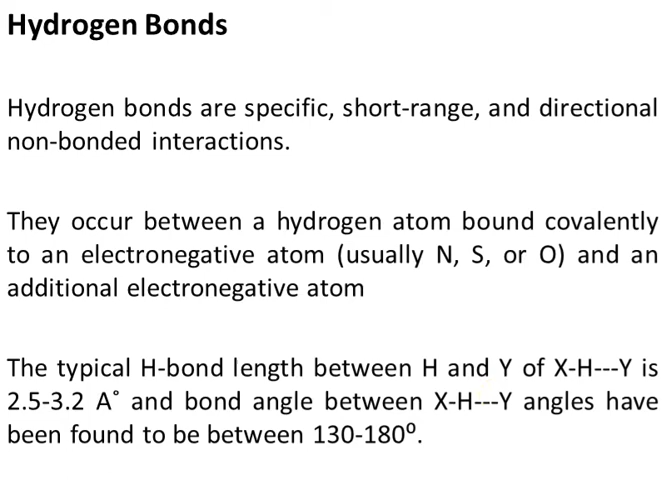 Hydrogen Bonds
Hydrogen bonds are specific, short-range, and directional
non-bonded interactions.
They occur between a hydrogen atom bound covalently
to an electronegative atom (usually N, S, or O) and an
additional electronegative atom
The typical H-bond length between H and Y of X-H---Y is
2.5-3.2 A˚ and bond angle between X-H---Y angles have
been found to be between 130-180⁰.